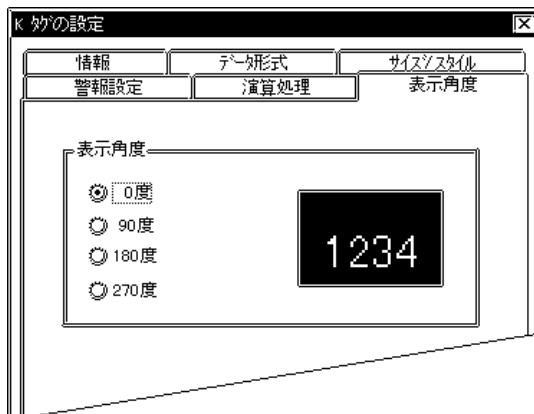 K ﾀｸﾞの設定
情報
ﾃﾞｰﾀ形式
ｻｲｽﾞ/ｽﾀｲﾙ
警報設定
演算処理
表示角度
表示角度
0度
90度
180度
270度
1234